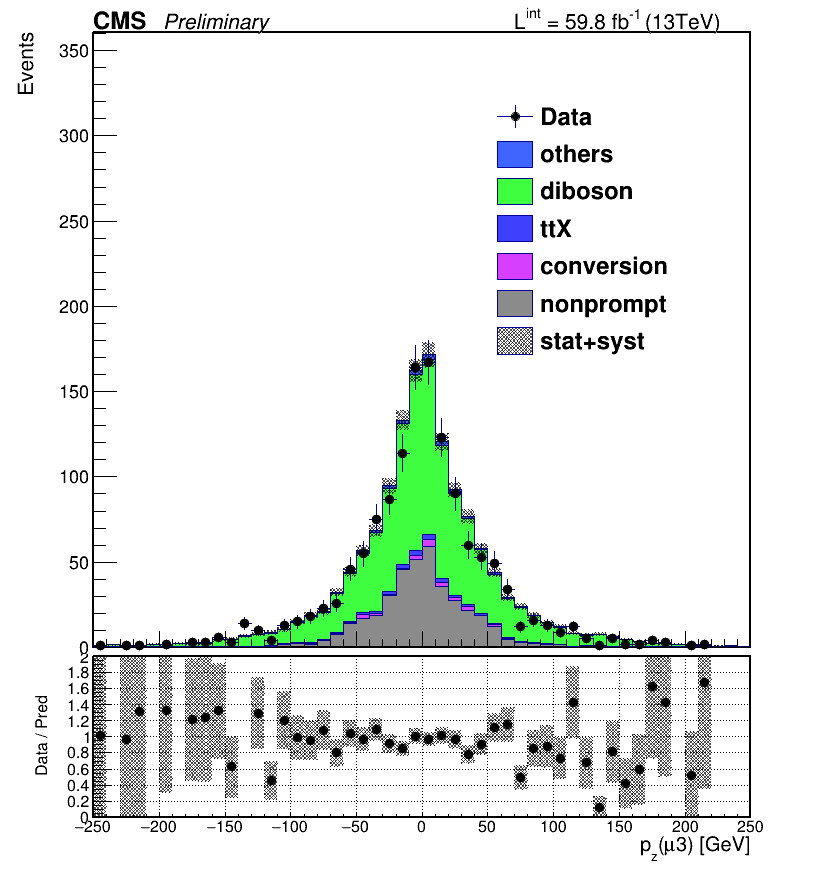 CMS Preliminary L^int = 59.8 fb^-1 (13TeV)
Events
350
300
250
200
150
100
50
0
Data
others
diboson
ttX
conversion
nonprompt
stat+syst
Data / Pred
2
1.8
1.6
1.4
1.2
1
0.8
0.6
0.4
0.2
0
−250 −200 −150 −100 −50 0 50 100 150 200 250
p_z(μ3) [GeV]